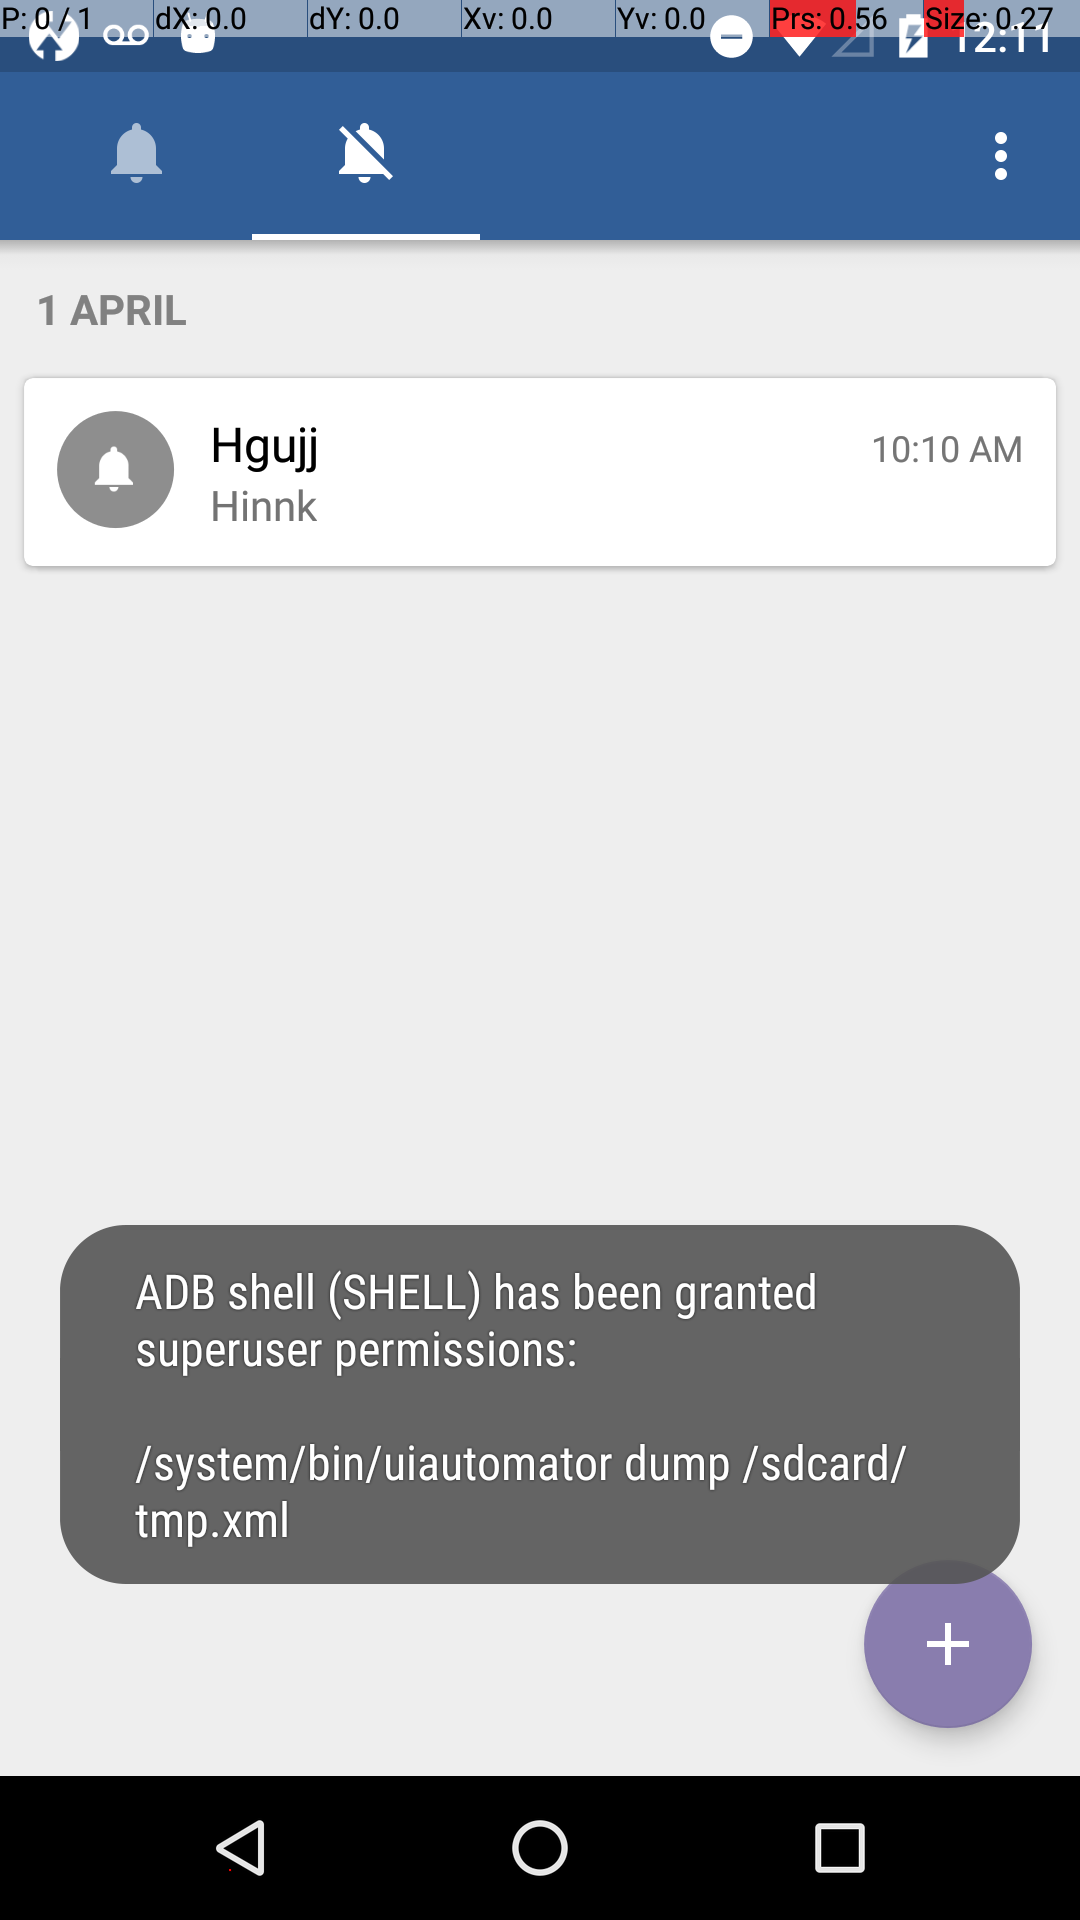 P: 0 / 1 dX: 0.0 dY: 0.0 Xv: 0.0 Yv: 0.0 Prs: 0.56 Size: 0.27
12:11
1 APRIL
Hgujj 10:10 AM
Hinnk
ADB shell (SHELL) has been granted
superuser permissions:
/system/bin/uiautomator dump /sdcard/
tmp.xml